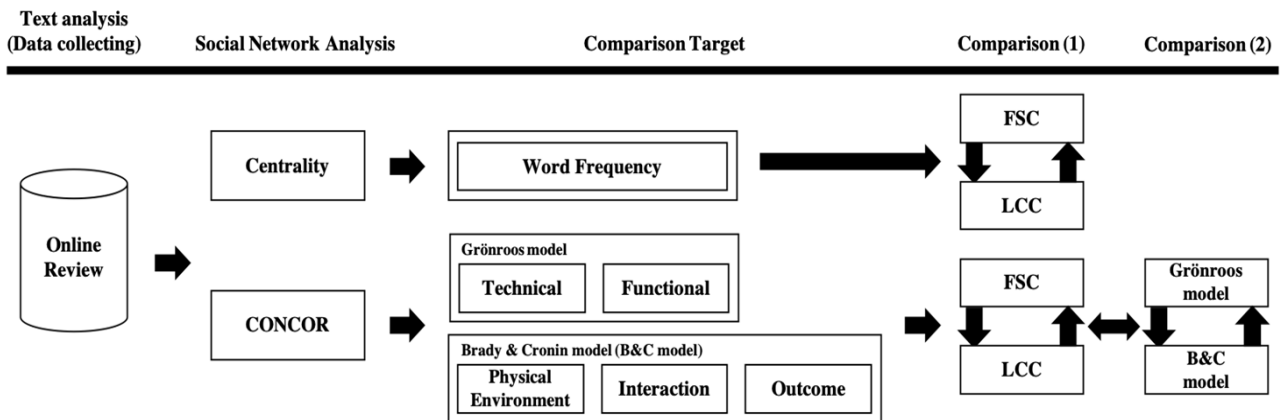 Text analysis
(Data collecting)
Social Network Analysis
Comparison Target
Comparison (1)
Comparison (2)
Online
Review
Centrality
Word Frequency
FSC
LCC
CONCOR
Grönroos model
Technical
Functional
Brady & Cronin model (B&C model)
Physical
Environment
Interaction
Outcome
FSC
LCC
Grönroos
model
B&C
model